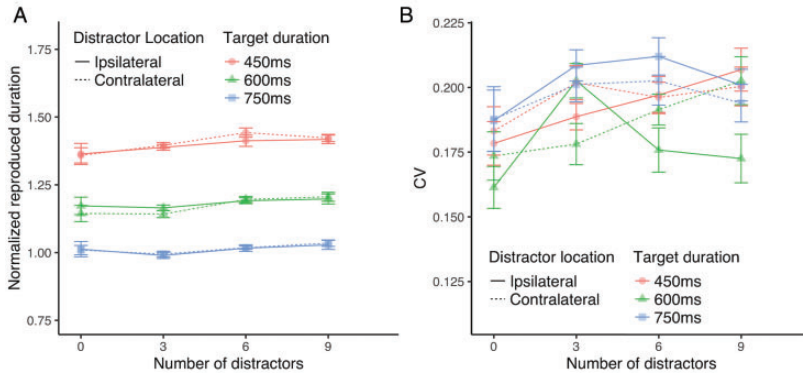 A
Normalized reproduced duration
1.75
1.50
1.25
1.00
0.75
Distractor Location
Ipsilateral
Contralateral
Target duration
450ms
600ms
750ms
0 3 6 9
Number of distractors
B
CV
0.225
0.200
0.175
0.150
0.125
Distractor location
Ipsilateral
Contralateral
Target duration
450ms
600ms
750ms
0 3 6 9
Number of distractors